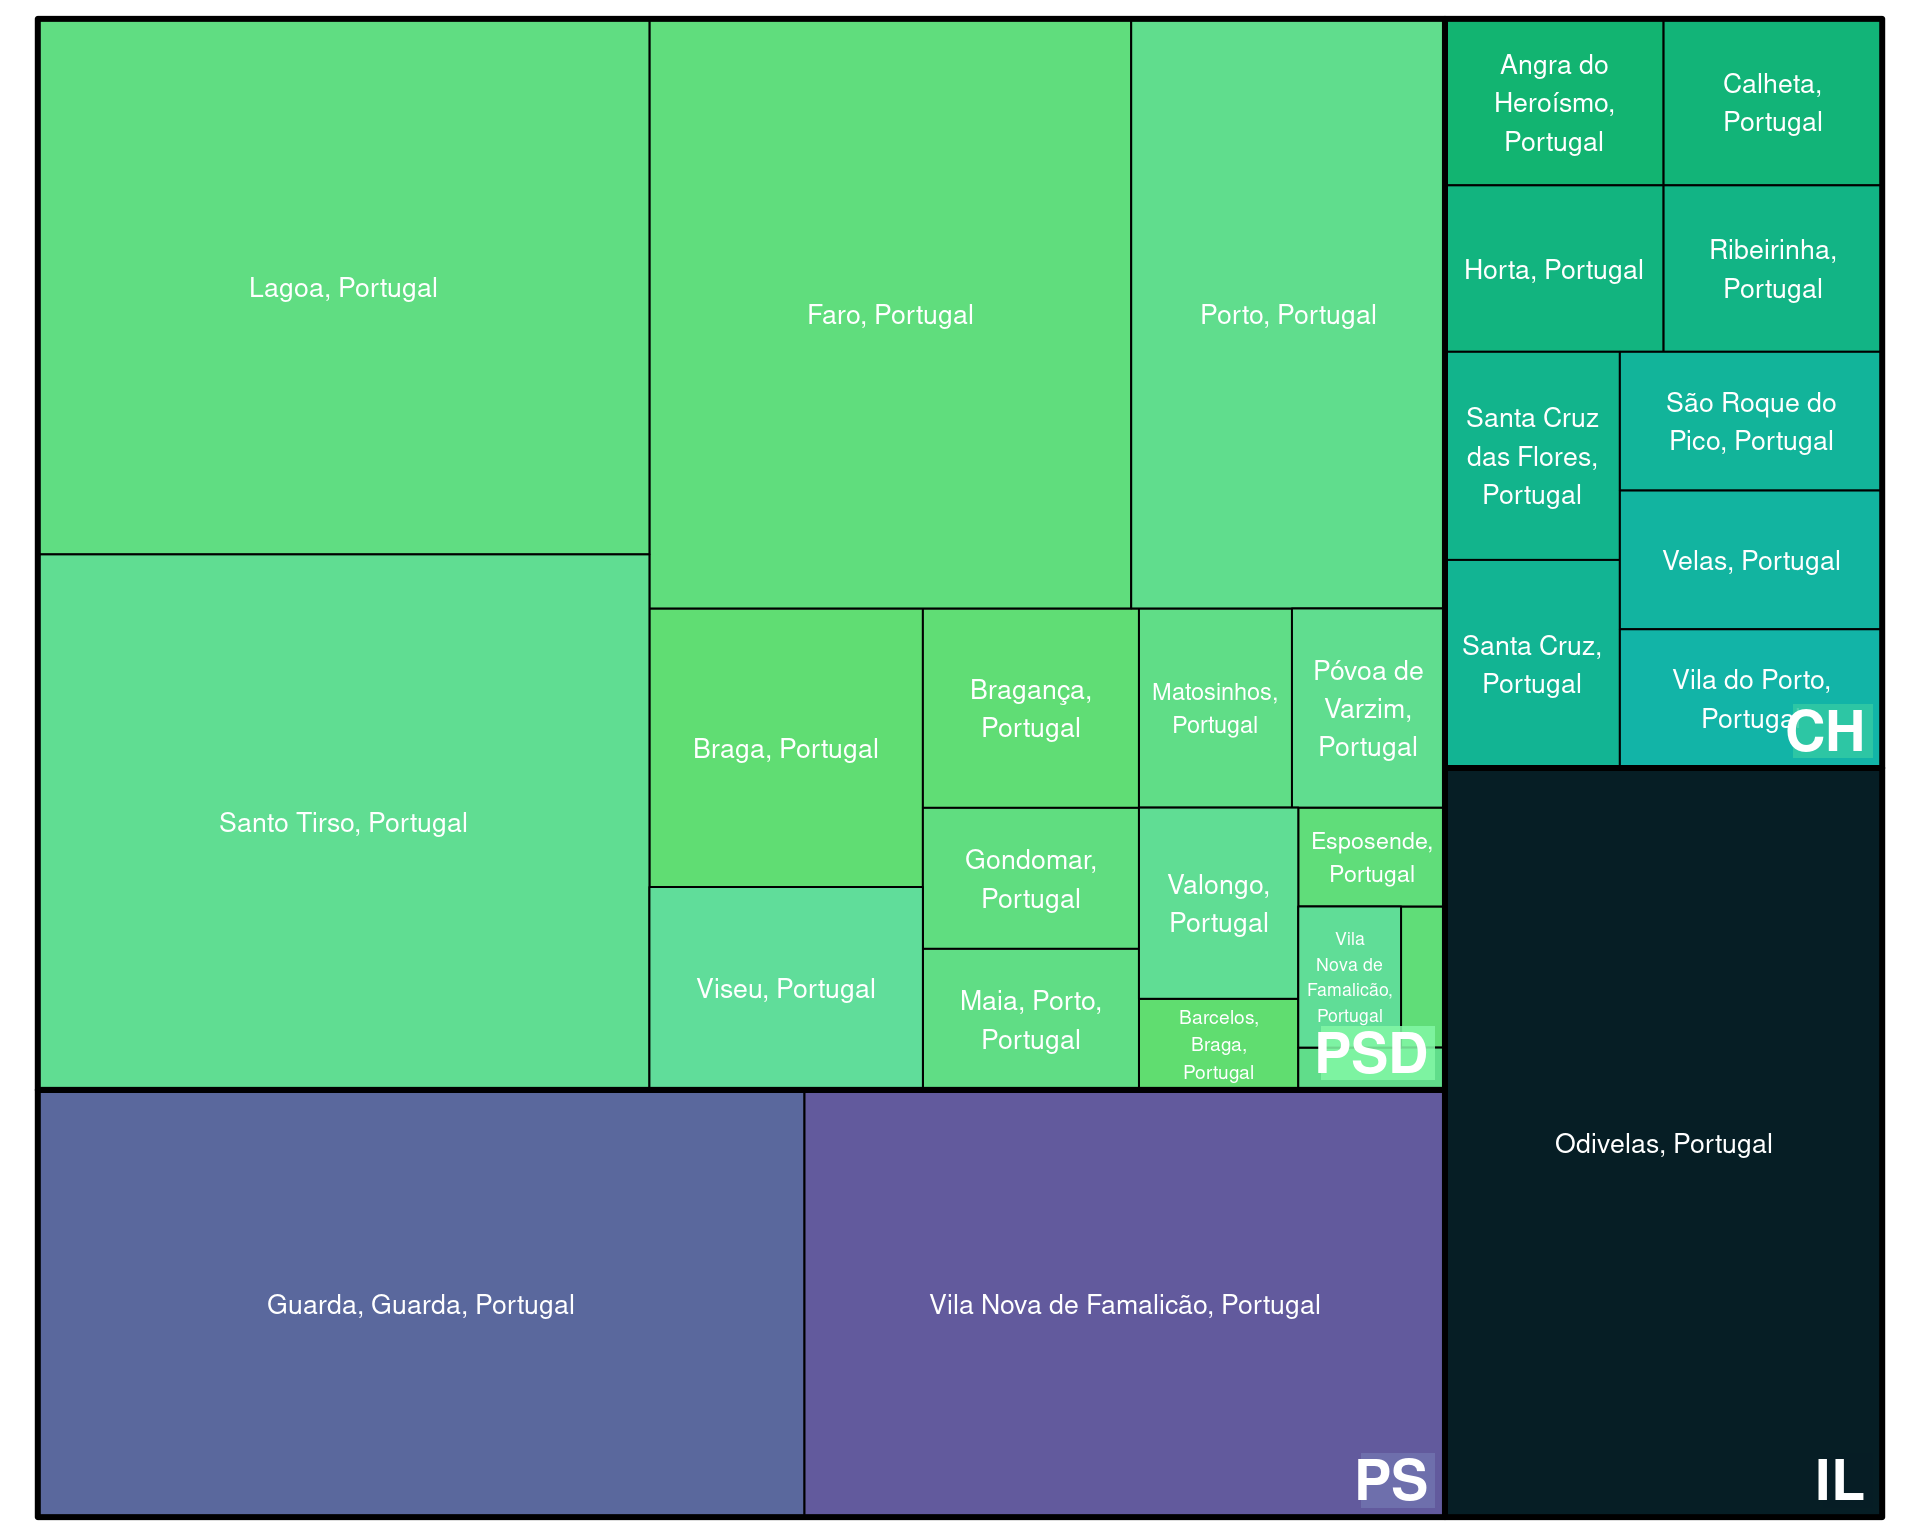 Lagoa, Portugal
Santo Tirso, Portugal
Faro, Portugal
Porto, Portugal
Braga, Portugal
Viseu, Portugal
Bragança,
Portugal
Gondomar,
Portugal
Maia, Porto,
Portugal
Matosinhos,
Portugal
Póvoa de
Varzim,
Portugal
Valongo,
Portugal
Barcelos,
Braga,
Portugal
Esposende,
Portugal
Vila
Nova de
Famalicão,
Portugal
PSD
Guarda, Guarda, Portugal
Vila Nova de Famalicão, Portugal
PS
Angra do
Heroísmo,
Portugal
Calheta,
Portugal
Horta, Portugal
Ribeirinha,
Portugal
Santa Cruz
das Flores,
Portugal
Santa Cruz,
Portugal
São Roque do
Pico, Portugal
Velas, Portugal
Vila do Porto,
Portugal
CH
Odivelas, Portugal
IL